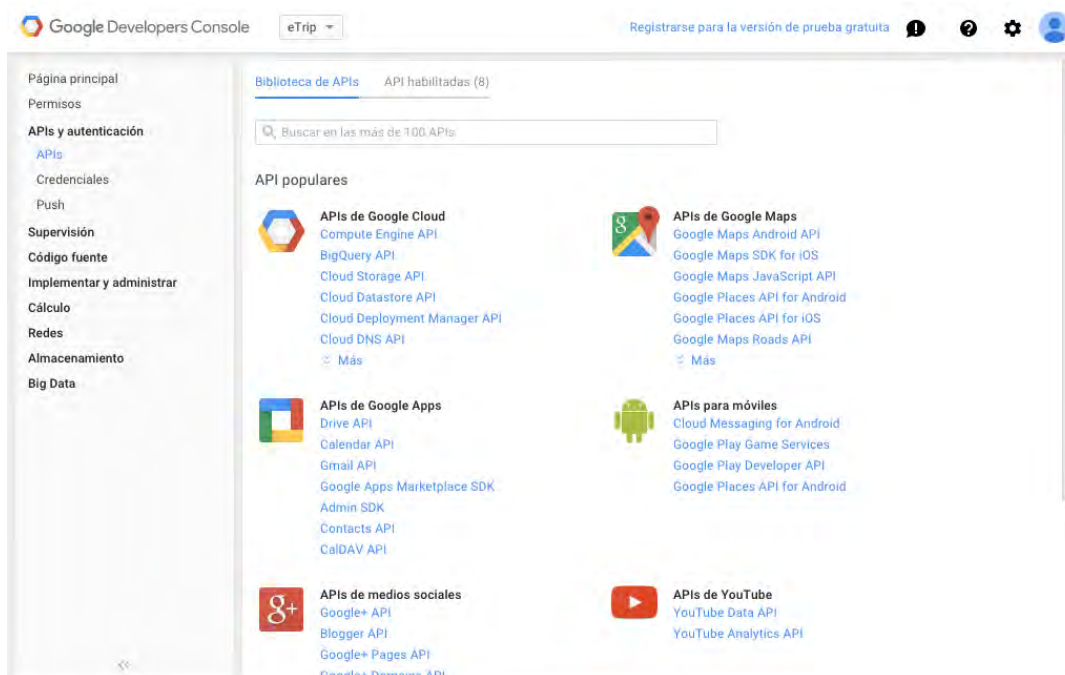 Google Developers Console
eTrip
Registrarse para la versión de prueba gratuita
Página principal
Permisos
APIs y autenticación
APIs
Credenciales
Push
Supervisión
Código fuente
Implementar y administrar
Cálculo
Redes
Almacenamiento
Big Data
Biblioteca de APIs
API habilitadas (8)
Buscar en las más de 100 APIs
API populares
APIs de Google Cloud
Compute Engine API
BigQuery API
Cloud Storage API
Cloud Datastore API
Cloud Deployment Manager API
Cloud DNS API
Más
APIs de Google Maps
Google Maps Android API
Google Maps SDK for iOS
Google Maps JavaScript API
Google Places API for Android
Google Places API for iOS
Google Maps Roads API
Más
APIs de Google Apps
Drive API
Calendar API
Gmail API
Google Apps Marketplace SDK
Admin SDK
Contacts API
CalDAV API
APIs para móviles
Cloud Messaging for Android
Google Play Game Services
Google Play Developer API
Google Places API for Android
g+
APIs de medios sociales
Google+ API
Blogger API
Google+ Pages API
Google+ Domains API
APIs de YouTube
YouTube Data API
YouTube Analytics API